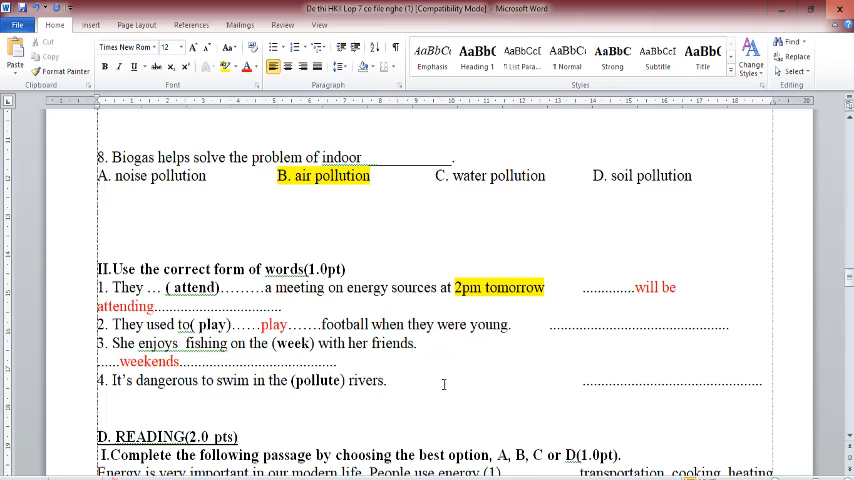 De thi HKII Lop 7 co file nghe (1) [Compatibility Mode] - Microsoft Word
File Home Insert Page Layout References Mailings Review View
Cut
Copy
Format Painter
Paste
Clipboard
Times New Rom 12
Font
Paragraph
AaBbCcI AaBbC AaBbCcI AaBbCcI AaBbCc AaBbCcI AaBbC
Emphasis Heading 1 ¶ List Para... ¶ Normal Strong Subtitle Title
Change Styles
Styles
Find
Replace
Select
Editing
8. Biogas helps solve the problem of indoor ____________.
A. noise pollution B. air pollution C. water pollution D. soil pollution
II.Use the correct form of words(1.0pt)
1. They … ( attend)………a meeting on energy sources at 2pm tomorrow .............will be
attending................................
2. They used to( play)……play…….football when they were young. .............................................
3. She enjoys  fishing on the (week) with her friends.
......weekends.......................................
4. It’s dangerous to swim in the (pollute) rivers. .............................................
D. READING(2.0 pts)
I.Complete the following passage by choosing the best option, A, B, C or D(1.0pt).
Energy is very important in our modern life. People use energy (1) __________ transportation, cooking, heating